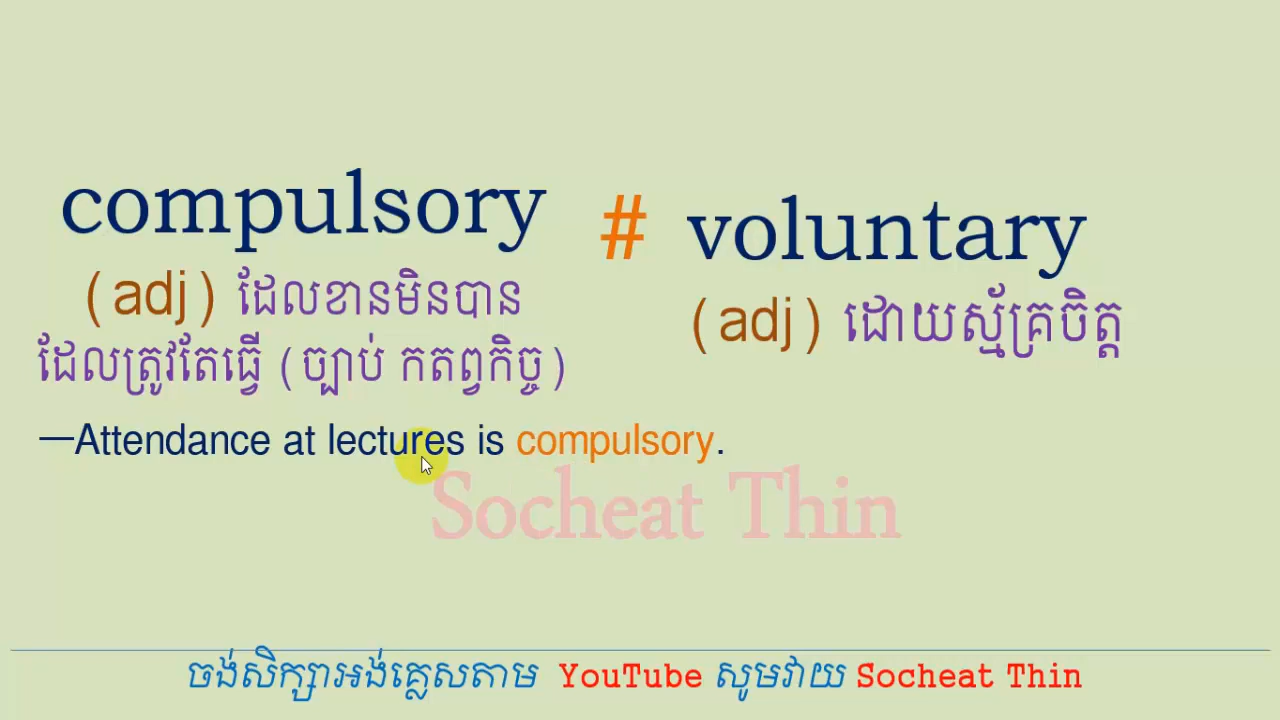 compulsory # voluntary
(adj) ដែលខានមិនបាន
ដែលត្រូវតែធ្វើ (ច្បាប់ កតព្វកិច្ច)
(adj) ដោយស្ម័គ្រចិត្ត
—Attendance at lectures is compulsory.
Socheat Thin
ចង់សិក្សាអង់គ្លេសតាម YouTube សូមវាយ Socheat Thin